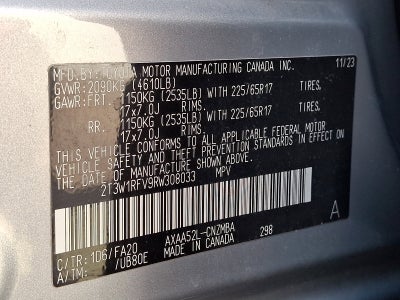 MFD. BY: TOYOTA MOTOR MANUFACTURING CANADA INC. 11/23
GVWR: 2090KG (4610LB)
GAWR: FRT. 1150KG (2535LB) WITH 225/65R17 TIRES,
17x7.0J RIMS,
RR. 1150KG (2535LB) WITH 225/65R17 TIRES,
17x7.0J RIMS,
THIS VEHICLE CONFORMS TO ALL APPLICABLE FEDERAL MOTOR
VEHICLE SAFETY AND THEFT PREVENTION STANDARDS IN EFFECT
ON THE DATE OF MANUFACTURE SHOWN ABOVE.
2T3W1RFV9RW308033 MPV
A
C/TR: 1D6/FA20 AXAA52L-CNZMBA
A/TM: /UB80E MADE IN CANADA 298